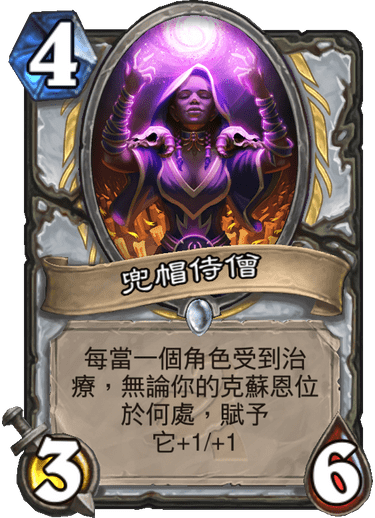 4
兜帽侍僧
每當一個角色受到治
療，無論你的克蘇恩位
於何處，賦予
它+1/+1
3
6